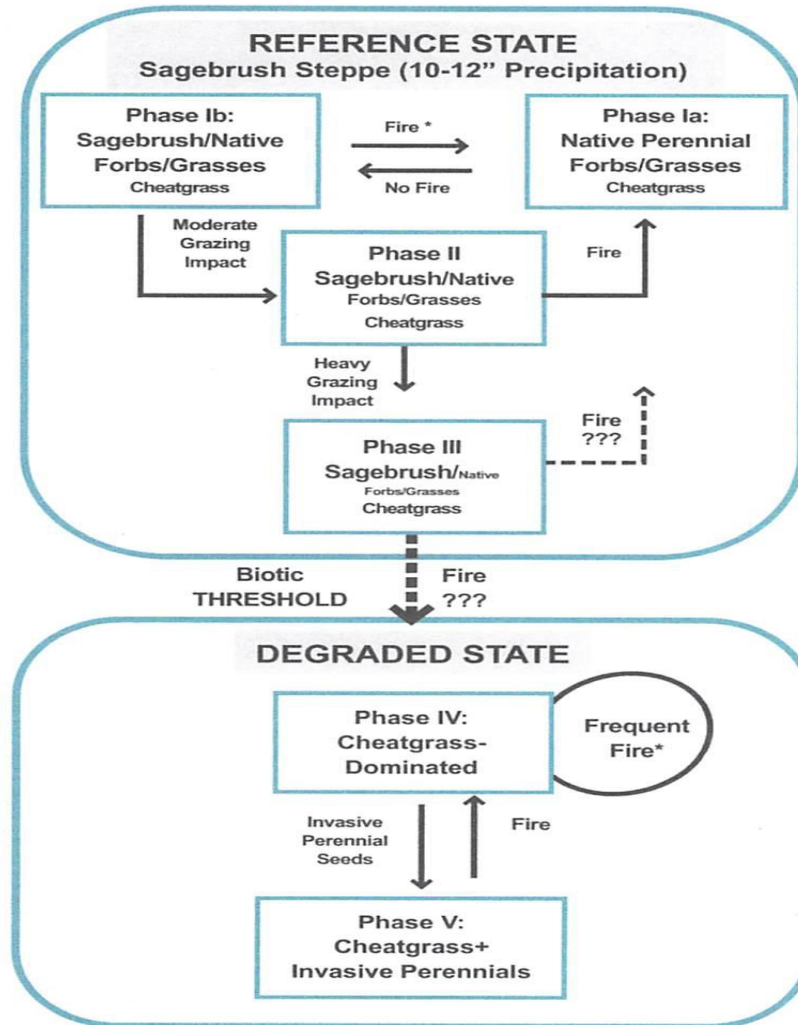 REFERENCE STATE
Sagebrush Steppe (10-12” Precipitation)
Phase Ib:
Sagebrush/Native
Forbs/Grasses
Cheatgrass
Fire *
No Fire
Phase Ia:
Native Perennial
Forbs/Grasses
Cheatgrass
Moderate
Grazing
Impact
Phase II
Sagebrush/Native
Forbs/Grasses
Cheatgrass
Fire
Heavy
Grazing
Impact
Phase III
Sagebrush/Native
Forbs/Grasses
Cheatgrass
Fire
???
Biotic
THRESHOLD
Fire
???
DEGRADED STATE
Phase IV:
Cheatgrass-
Dominated
Frequent
Fire*
Invasive
Perennial
Seeds
Fire
Phase V:
Cheatgrass+
Invasive Perennials